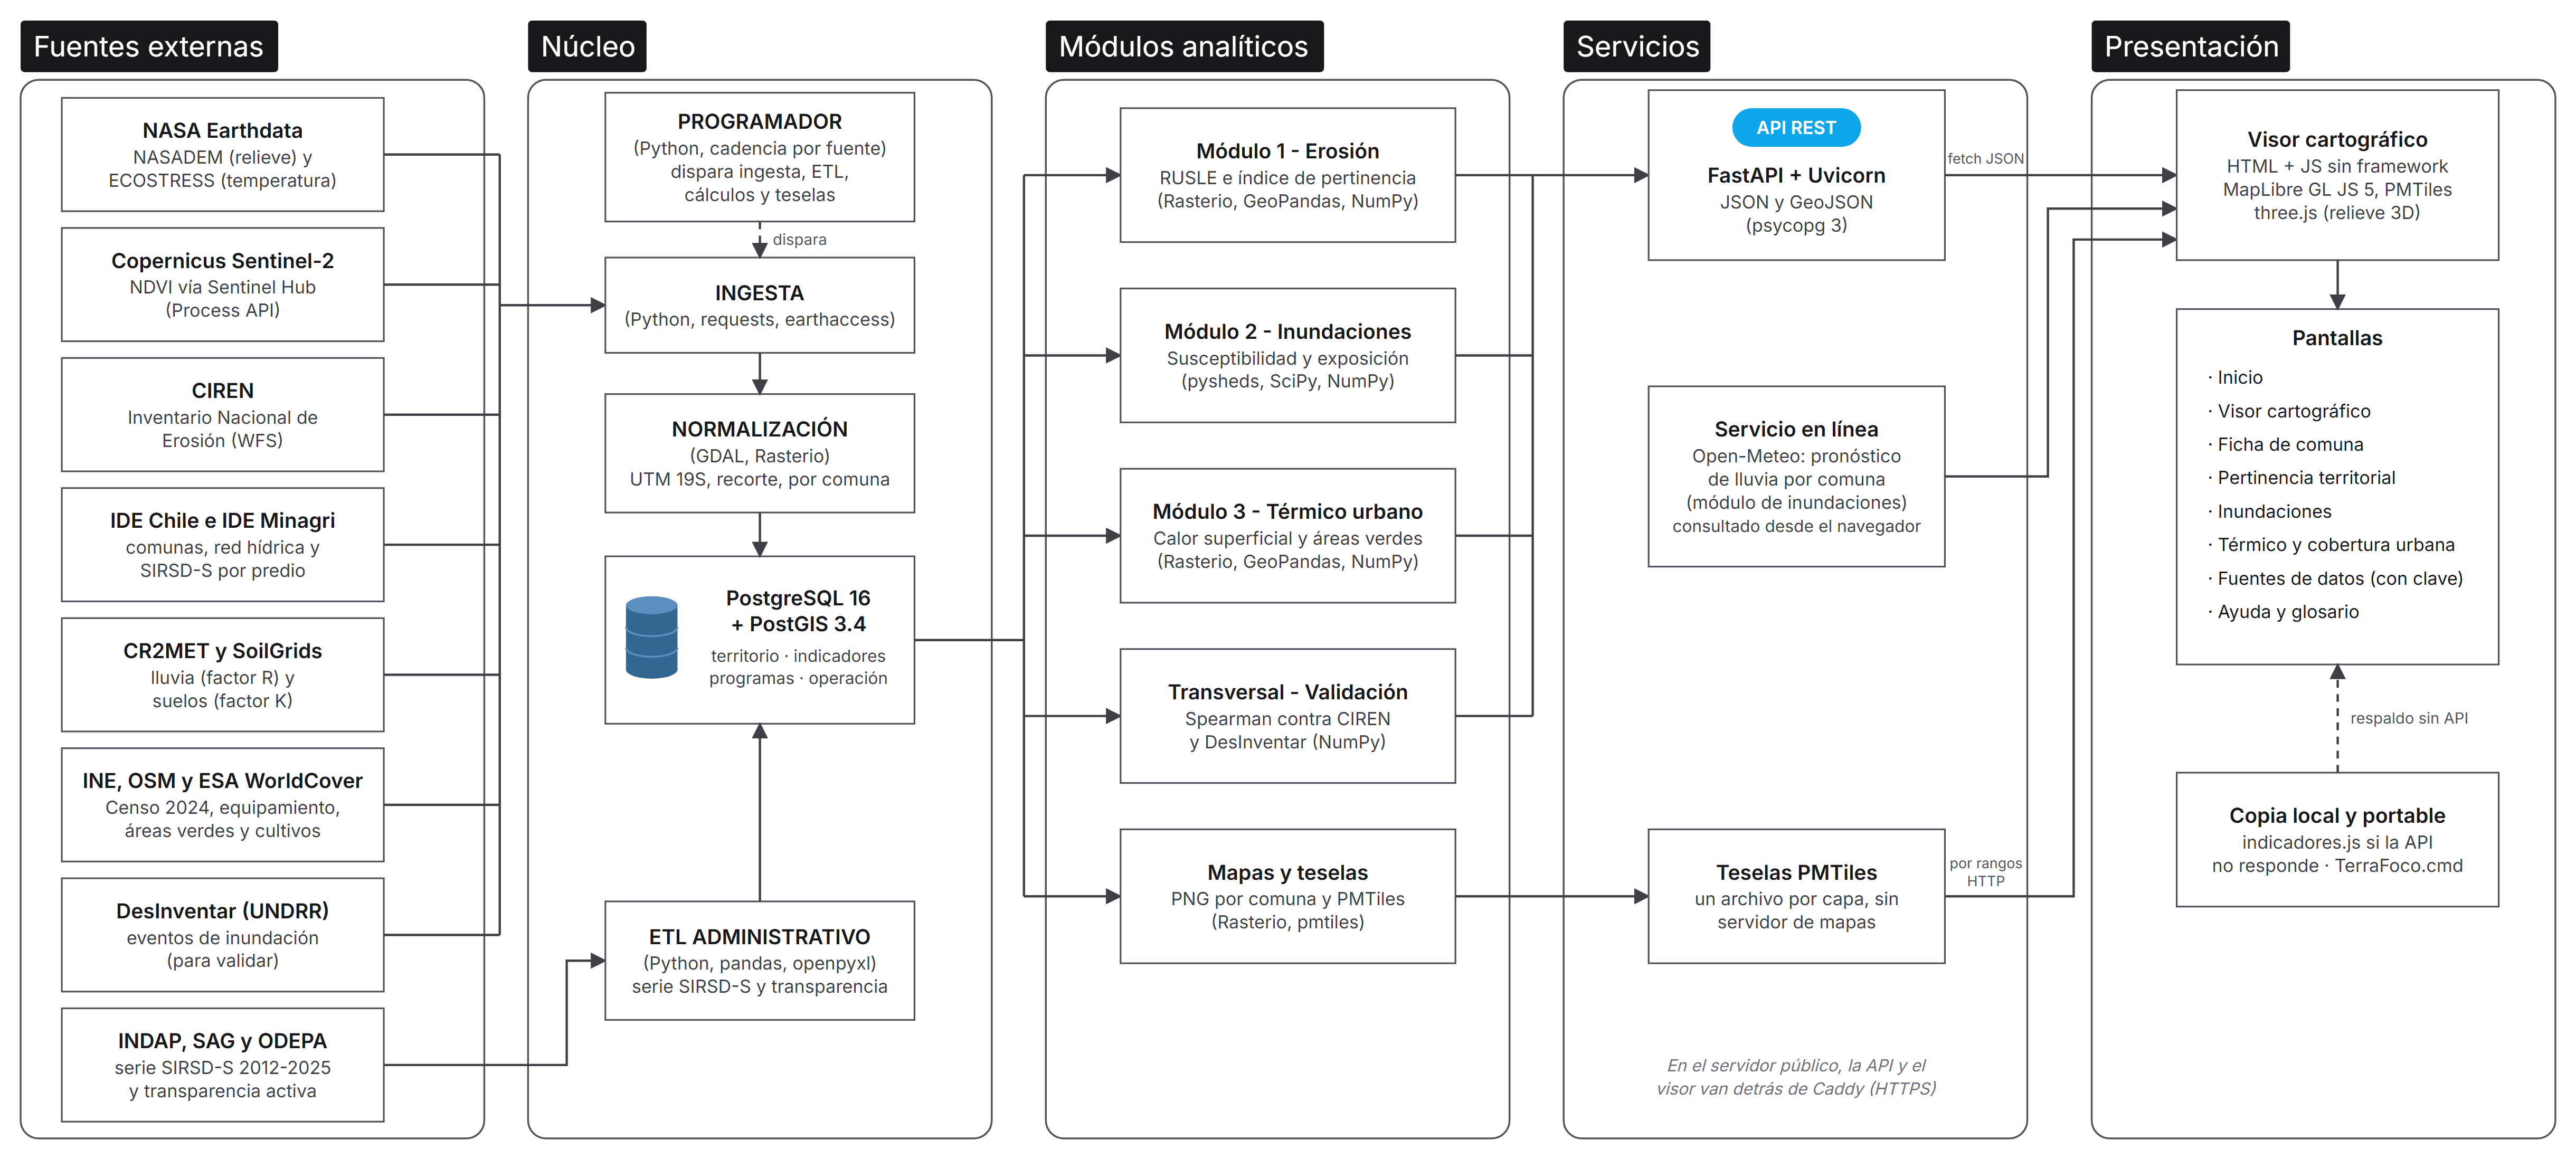 Fuentes externas
NASA Earthdata
NASADEM (relieve) y
ECOSTRESS (temperatura)
Copernicus Sentinel-2
NDVI vía Sentinel Hub
(Process API)
CIREN
Inventario Nacional de
Erosión (WFS)
IDE Chile e IDE Minagri
comunas, red hídrica y
SIRSD-S por predio
CR2MET y SoilGrids
lluvia (factor R) y
suelos (factor K)
INE, OSM y ESA WorldCover
Censo 2024, equipamiento,
áreas verdes y cultivos
DesInventar (UNDRR)
eventos de inundación
(para validar)
INDAP, SAG y ODEPA
serie SIRSD-S 2012-2025
y transparencia activa
Núcleo
PROGRAMADOR
(Python, cadencia por fuente)
dispara ingesta, ETL,
cálculos y teselas
dispara
INGESTA
(Python, requests, earthaccess)
NORMALIZACIÓN
(GDAL, Rasterio)
UTM 19S, recorte, por comuna
PostgreSQL 16
+ PostGIS 3.4
territorio · indicadores
programas · operación
ETL ADMINISTRATIVO
(Python, pandas, openpyxl)
serie SIRSD-S y transparencia
Módulos analíticos
Módulo 1 - Erosión
RUSLE e índice de pertinencia
(Rasterio, GeoPandas, NumPy)
Módulo 2 - Inundaciones
Susceptibilidad y exposición
(pysheds, SciPy, NumPy)
Módulo 3 - Térmico urbano
Calor superficial y áreas verdes
(Rasterio, GeoPandas, NumPy)
Transversal - Validación
Spearman contra CIREN
y DesInventar (NumPy)
Mapas y teselas
PNG por comuna y PMTiles
(Rasterio, pmtiles)
Servicios
API REST
FastAPI + Uvicorn
JSON y GeoJSON
(psycopg 3)
fetch JSON
Servicio en línea
Open-Meteo: pronóstico
de lluvia por comuna
(módulo de inundaciones)
consultado desde el navegador
Teselas PMTiles
un archivo por capa, sin
servidor de mapas
por rangos
HTTP
En el servidor público, la API y el
visor van detrás de Caddy (HTTPS)
Presentación
Visor cartográfico
HTML + JS sin framework
MapLibre GL JS 5, PMTiles
three.js (relieve 3D)
Pantallas
· Inicio
· Visor cartográfico
· Ficha de comuna
· Pertinencia territorial
· Inundaciones
· Térmico y cobertura urbana
· Fuentes de datos (con clave)
· Ayuda y glosario
respaldo sin API
Copia local y portable
indicadores.js si la API
no responde · TerraFoco.cmd